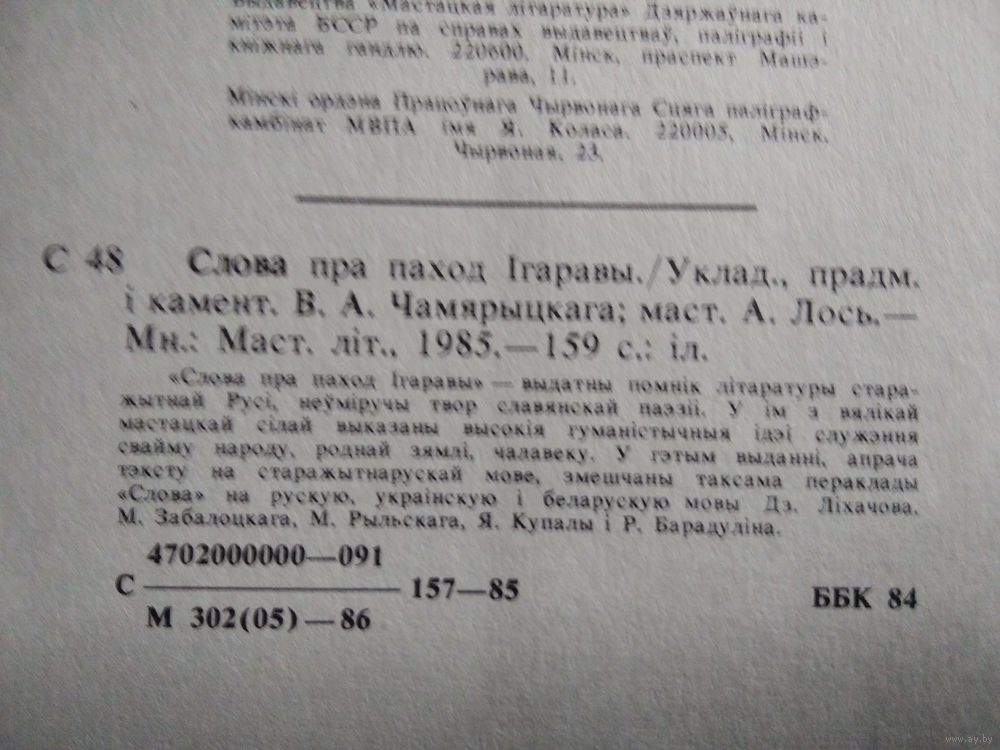 Выдавецтва «Мастацкая літаратура» Дзяржаўнага ка-
мітэта БССР па справах выдавецтваў, паліграфіі і
кніжнага гандлю. 220600. Мінск, праспект Машэ-
рава, 11.
Мінскі ордэна Працоўнага Чырвонага Сцяга паліграф-
камбінат МВПА імя Я. Коласа. 220005, Мінск,
Чырвоная, 23.
С 48 Слова пра паход Ігаравы./Уклад., прадм.
і камент. В. А. Чамярыцкага; маст. А. Лось.—
Мн.: Маст. літ., 1985.—159 с.: іл.
«Слова пра паход Ігаравы» — выдатны помнік літаратуры стара-
жытнай Русі, неўміручы твор славянскай паэзіі. У ім з вялікай
мастацкай сілай выказаны высокія гуманістычныя ідэі служэння
свайму народу, роднай зямлі, чалавеку. У гэтым выданні, апрача
тэксту на старажытнарускай мове, змешчаны таксама пераклады
«Слова» на рускую, украінскую і беларускую мовы Дз. Ліхачова.
М. Забалоцкага, М. Рыльскага, Я. Купалы і Р. Барадуліна.
4702000000—091
С 157—85
М 302(05)—86
ББК 84
www.ay.by